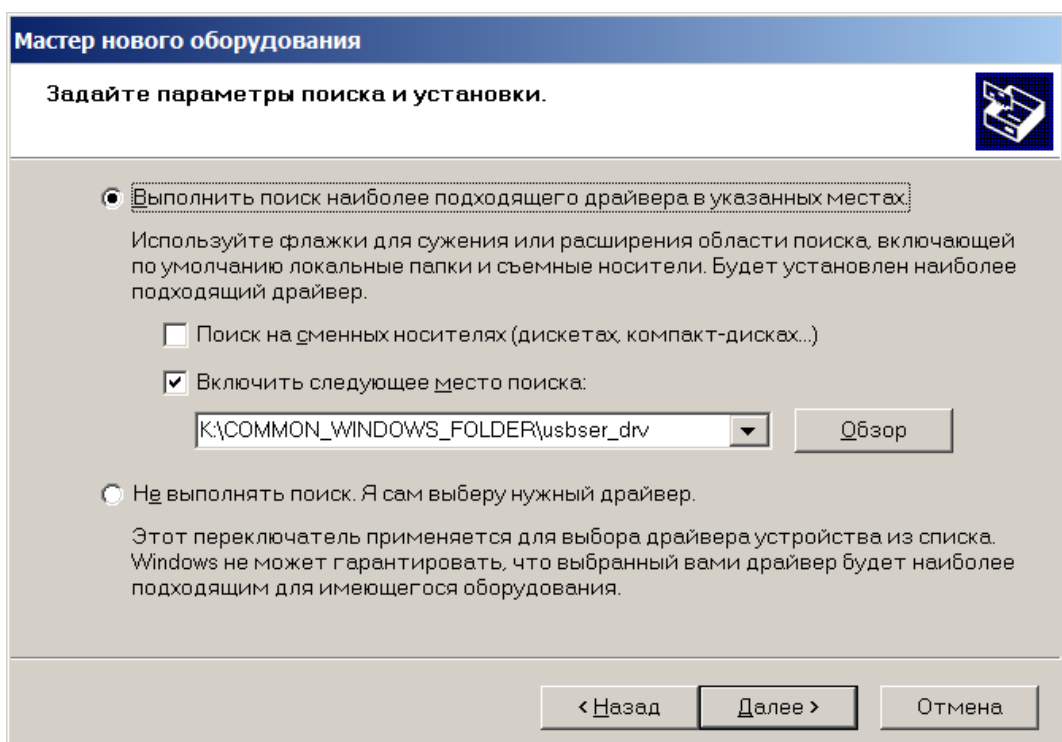 Мастер нового оборудования
Задайте параметры поиска и установки.
Выполнить поиск наиболее подходящего драйвера в указанных местах.
Используйте флажки для сужения или расширения области поиска, включающей
по умолчанию локальные папки и съемные носители. Будет установлен наиболее
подходящий драйвер.
Поиск на сменных носителях (дискетах, компакт-дисках...)
Включить следующее место поиска:
K:\COMMON_WINDOWS_FOLDER\usbser_drv
Обзор
Не выполнять поиск. Я сам выберу нужный драйвер.
Этот переключатель применяется для выбора драйвера устройства из списка.
Windows не может гарантировать, что выбранный вами драйвер будет наиболее
подходящим для имеющегося оборудования.
< Назад Далее > Отмена